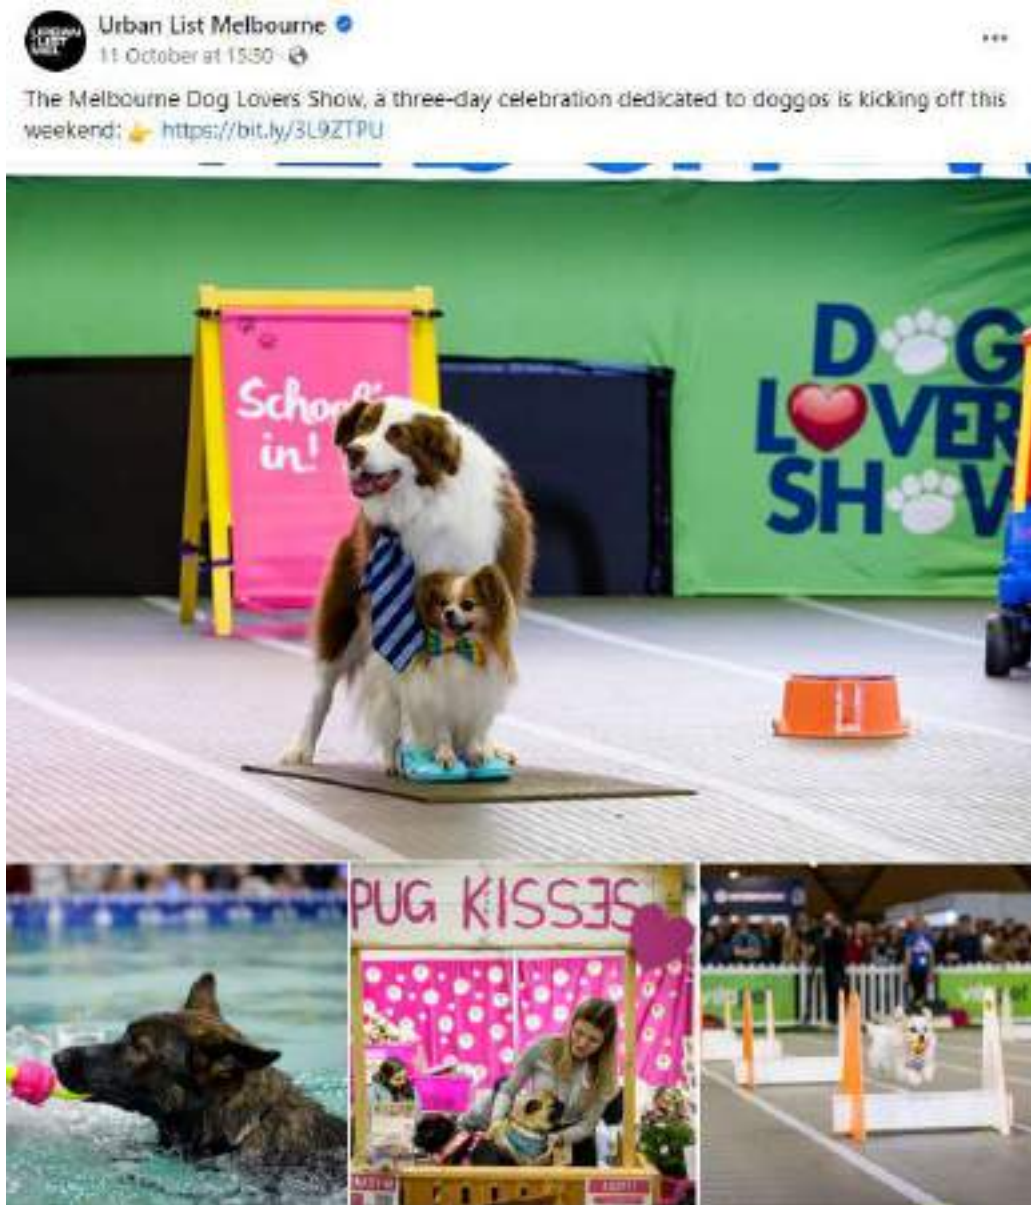 Urban List Melbourne
11 October at 15:30
The Melbourne Dog Lovers Show, a three-day celebration dedicated to doggos is kicking off this
weekend: 👉 https://bit.ly/3L9ZTPU
School's
in!
DOG
LOVER
SHOW
PUG KISSES